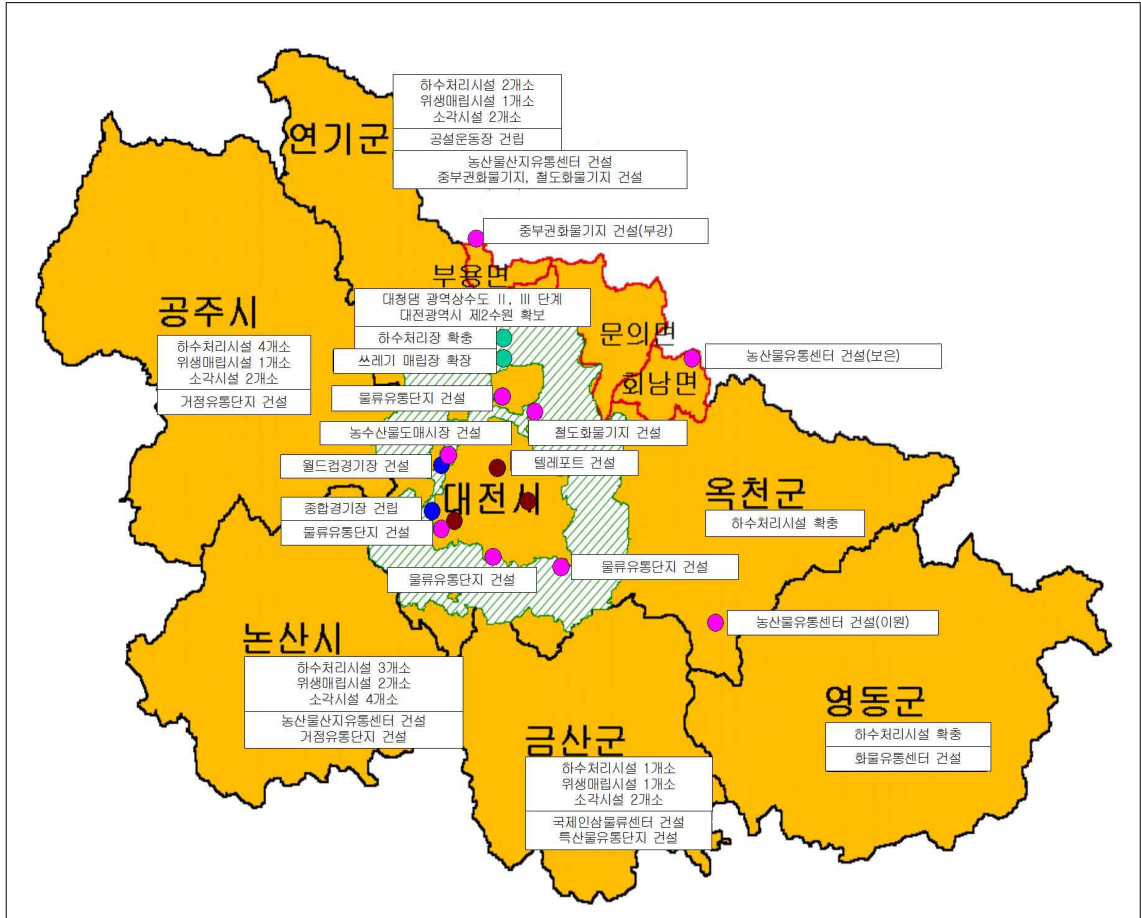 연기군
하수처리시설 2개소
위생매립시설 1개소
소각시설 2개소
공설운동장 건립
농산물산지유통센터 건설
중부권화물기지, 철도화물기지 건설
중부권화물기지 건설(부강)
부용면
대청댐 광역상수도 Ⅱ, Ⅲ 단계
대전광역시 제2수원 확보
하수처리장 확충
쓰레기 매립장 확장
문의면
회남면
농산물유통센터 건설(보은)
공주시
하수처리시설 4개소
위생매립시설 1개소
소각시설 2개소
거점유통단지 건설
물류유통단지 건설
농수산물도매시장 건설
철도화물기지 건설
월드컵경기장 건설
텔레포트 건설
대전시
종합경기장 건립
물류유통단지 건설
물류유통단지 건설
물류유통단지 건설
옥천군
하수처리시설 확충
농산물유통센터 건설(이원)
논산시
하수처리시설 3개소
위생매립시설 2개소
소각시설 4개소
농산물산지유통센터 건설
거점유통단지 건설
금산군
하수처리시설 1개소
위생매립시설 1개소
소각시설 2개소
국제인삼물류센터 건설
특산물유통단지 건설
영동군
하수처리시설 확충
화물유통센터 건설